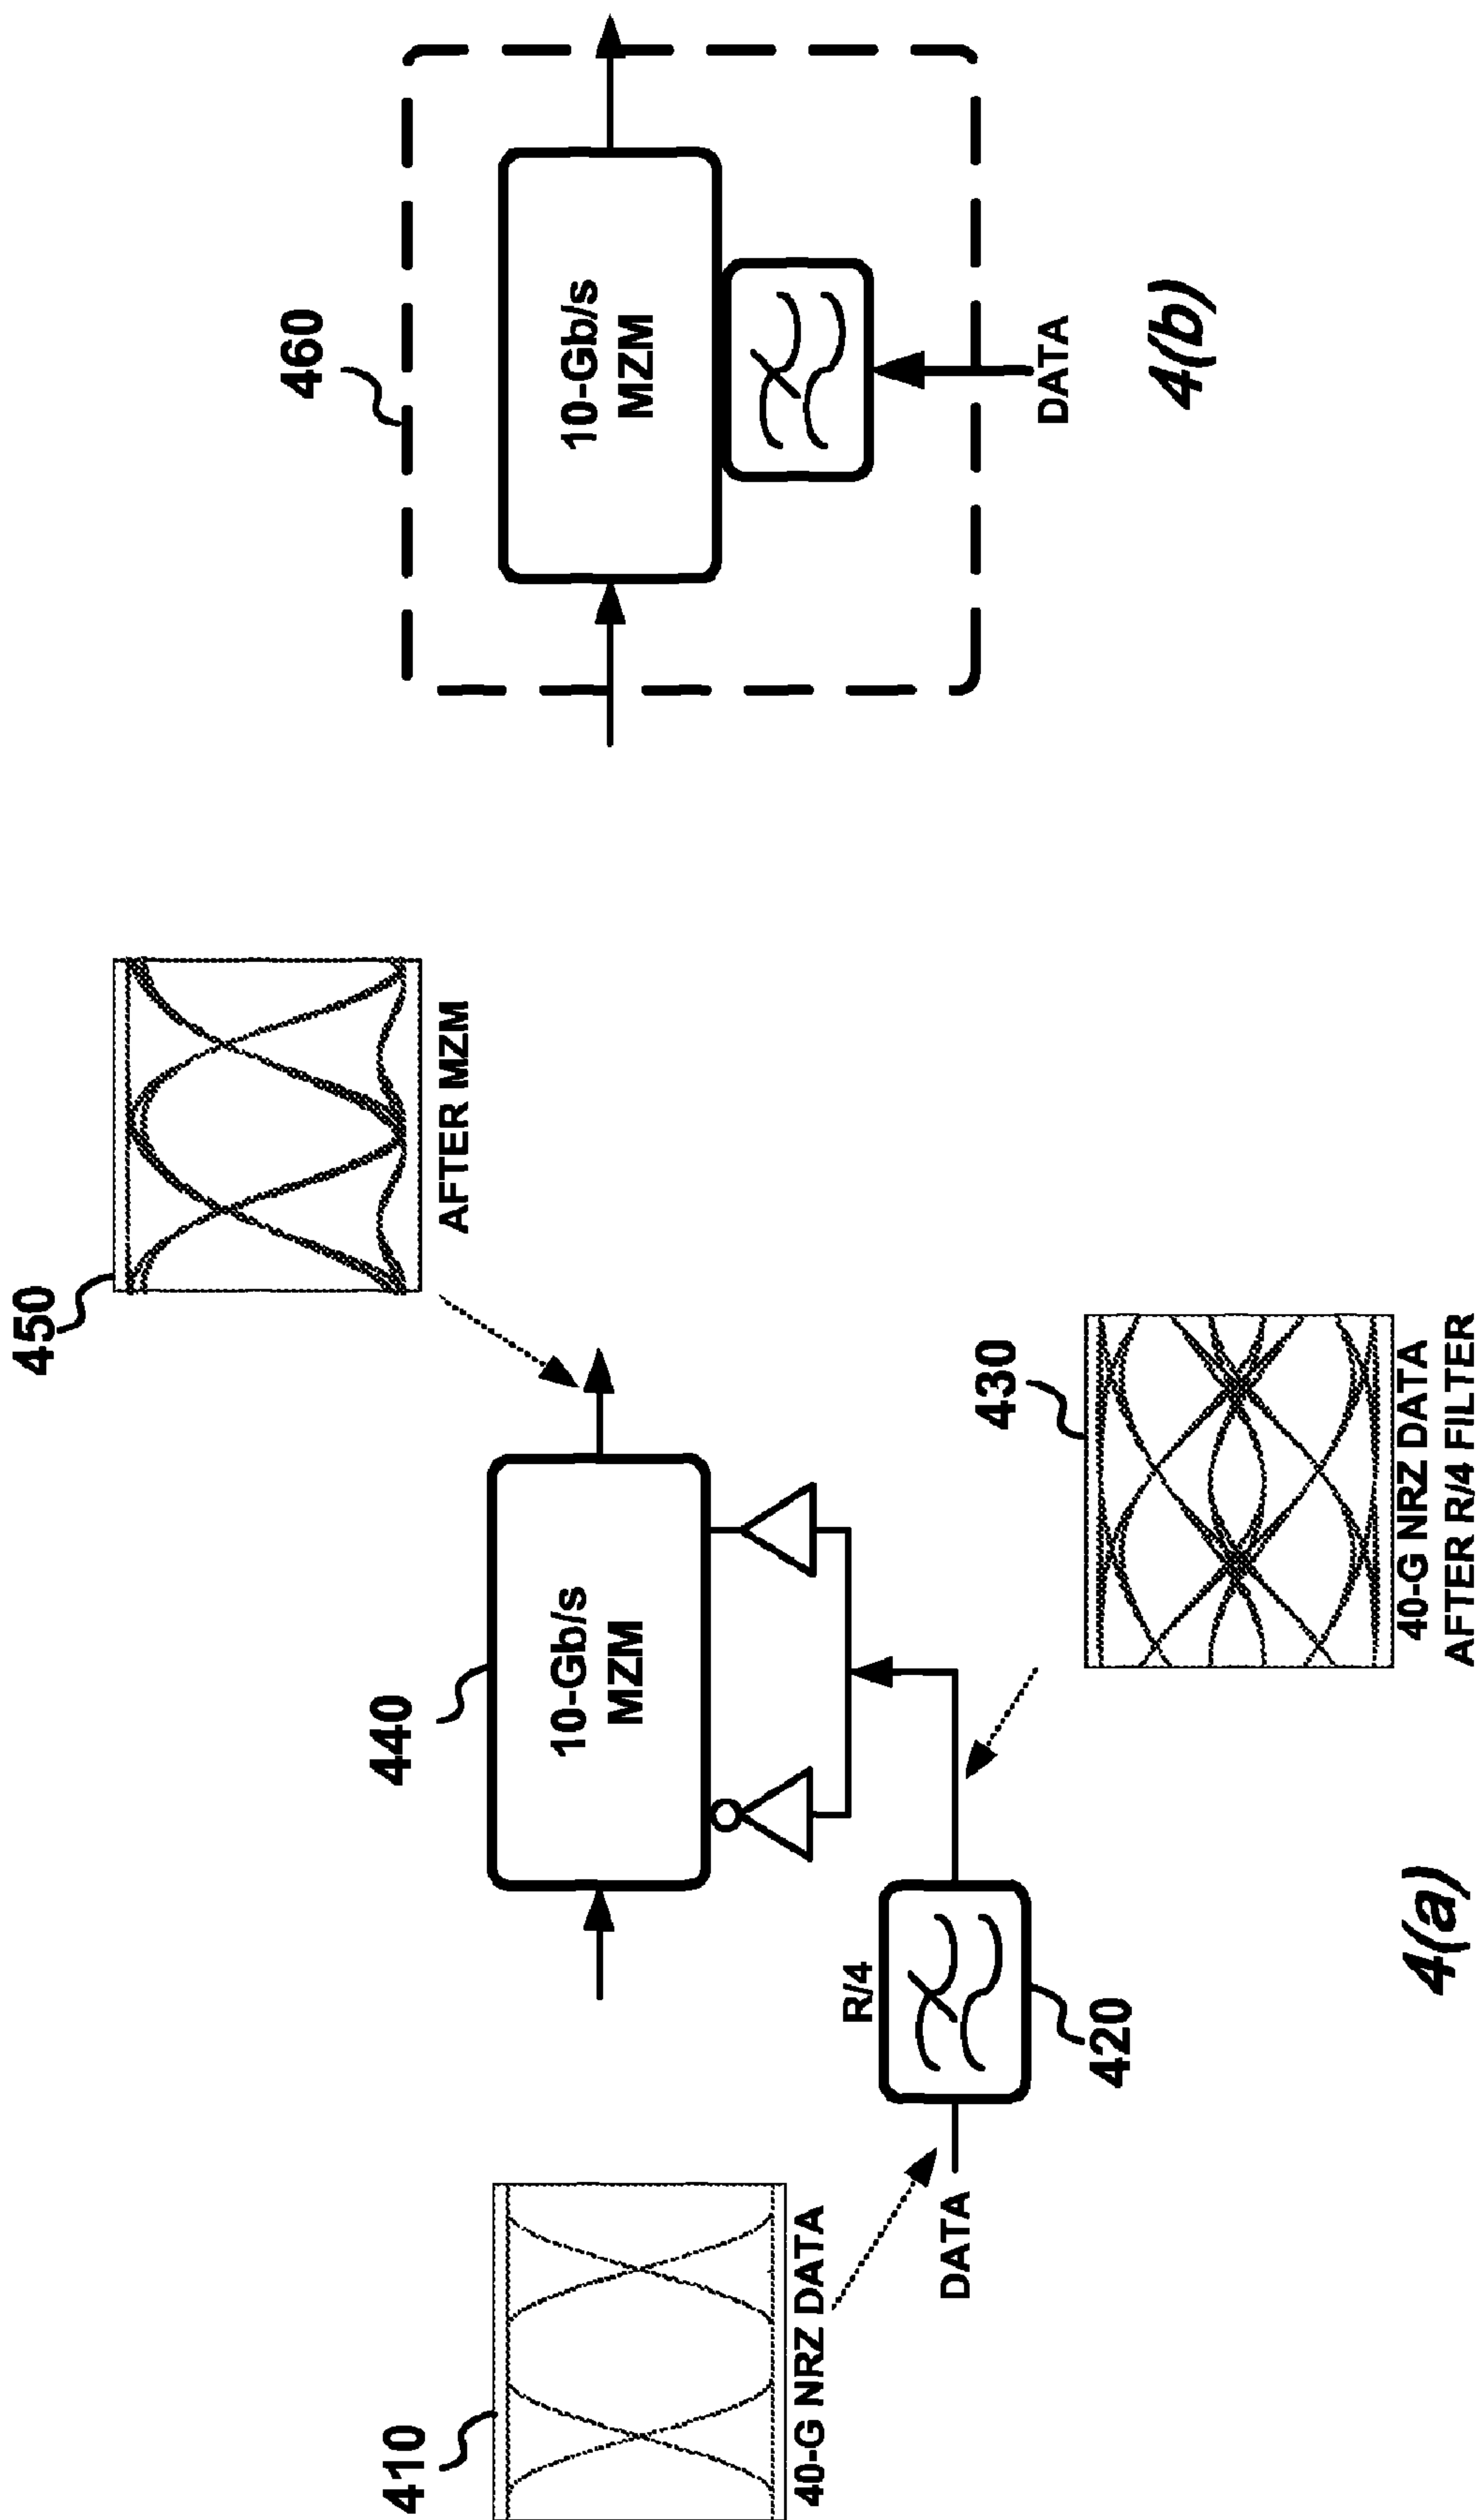 410
40-G NRZ DATA
DATA
R/4
420
440
10-Gb/s
MZM
430
40-G NRZ DATA
AFTER R/4 FILTER
450
AFTER MZM
4(a)
460
10-Gb/s
MZM
DATA
4(b)